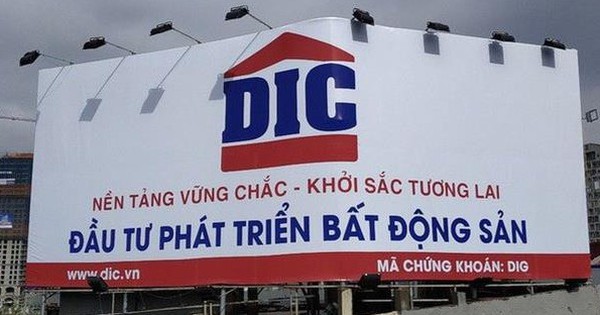 DIC
NỀN TẢNG VỮNG CHẮC - KHỞI SẮC TƯƠNG LAI
ĐẦU TƯ PHÁT TRIỂN BẤT ĐỘNG SẢN
www.dic.vn
MÃ CHỨNG KHOÁN: DIG